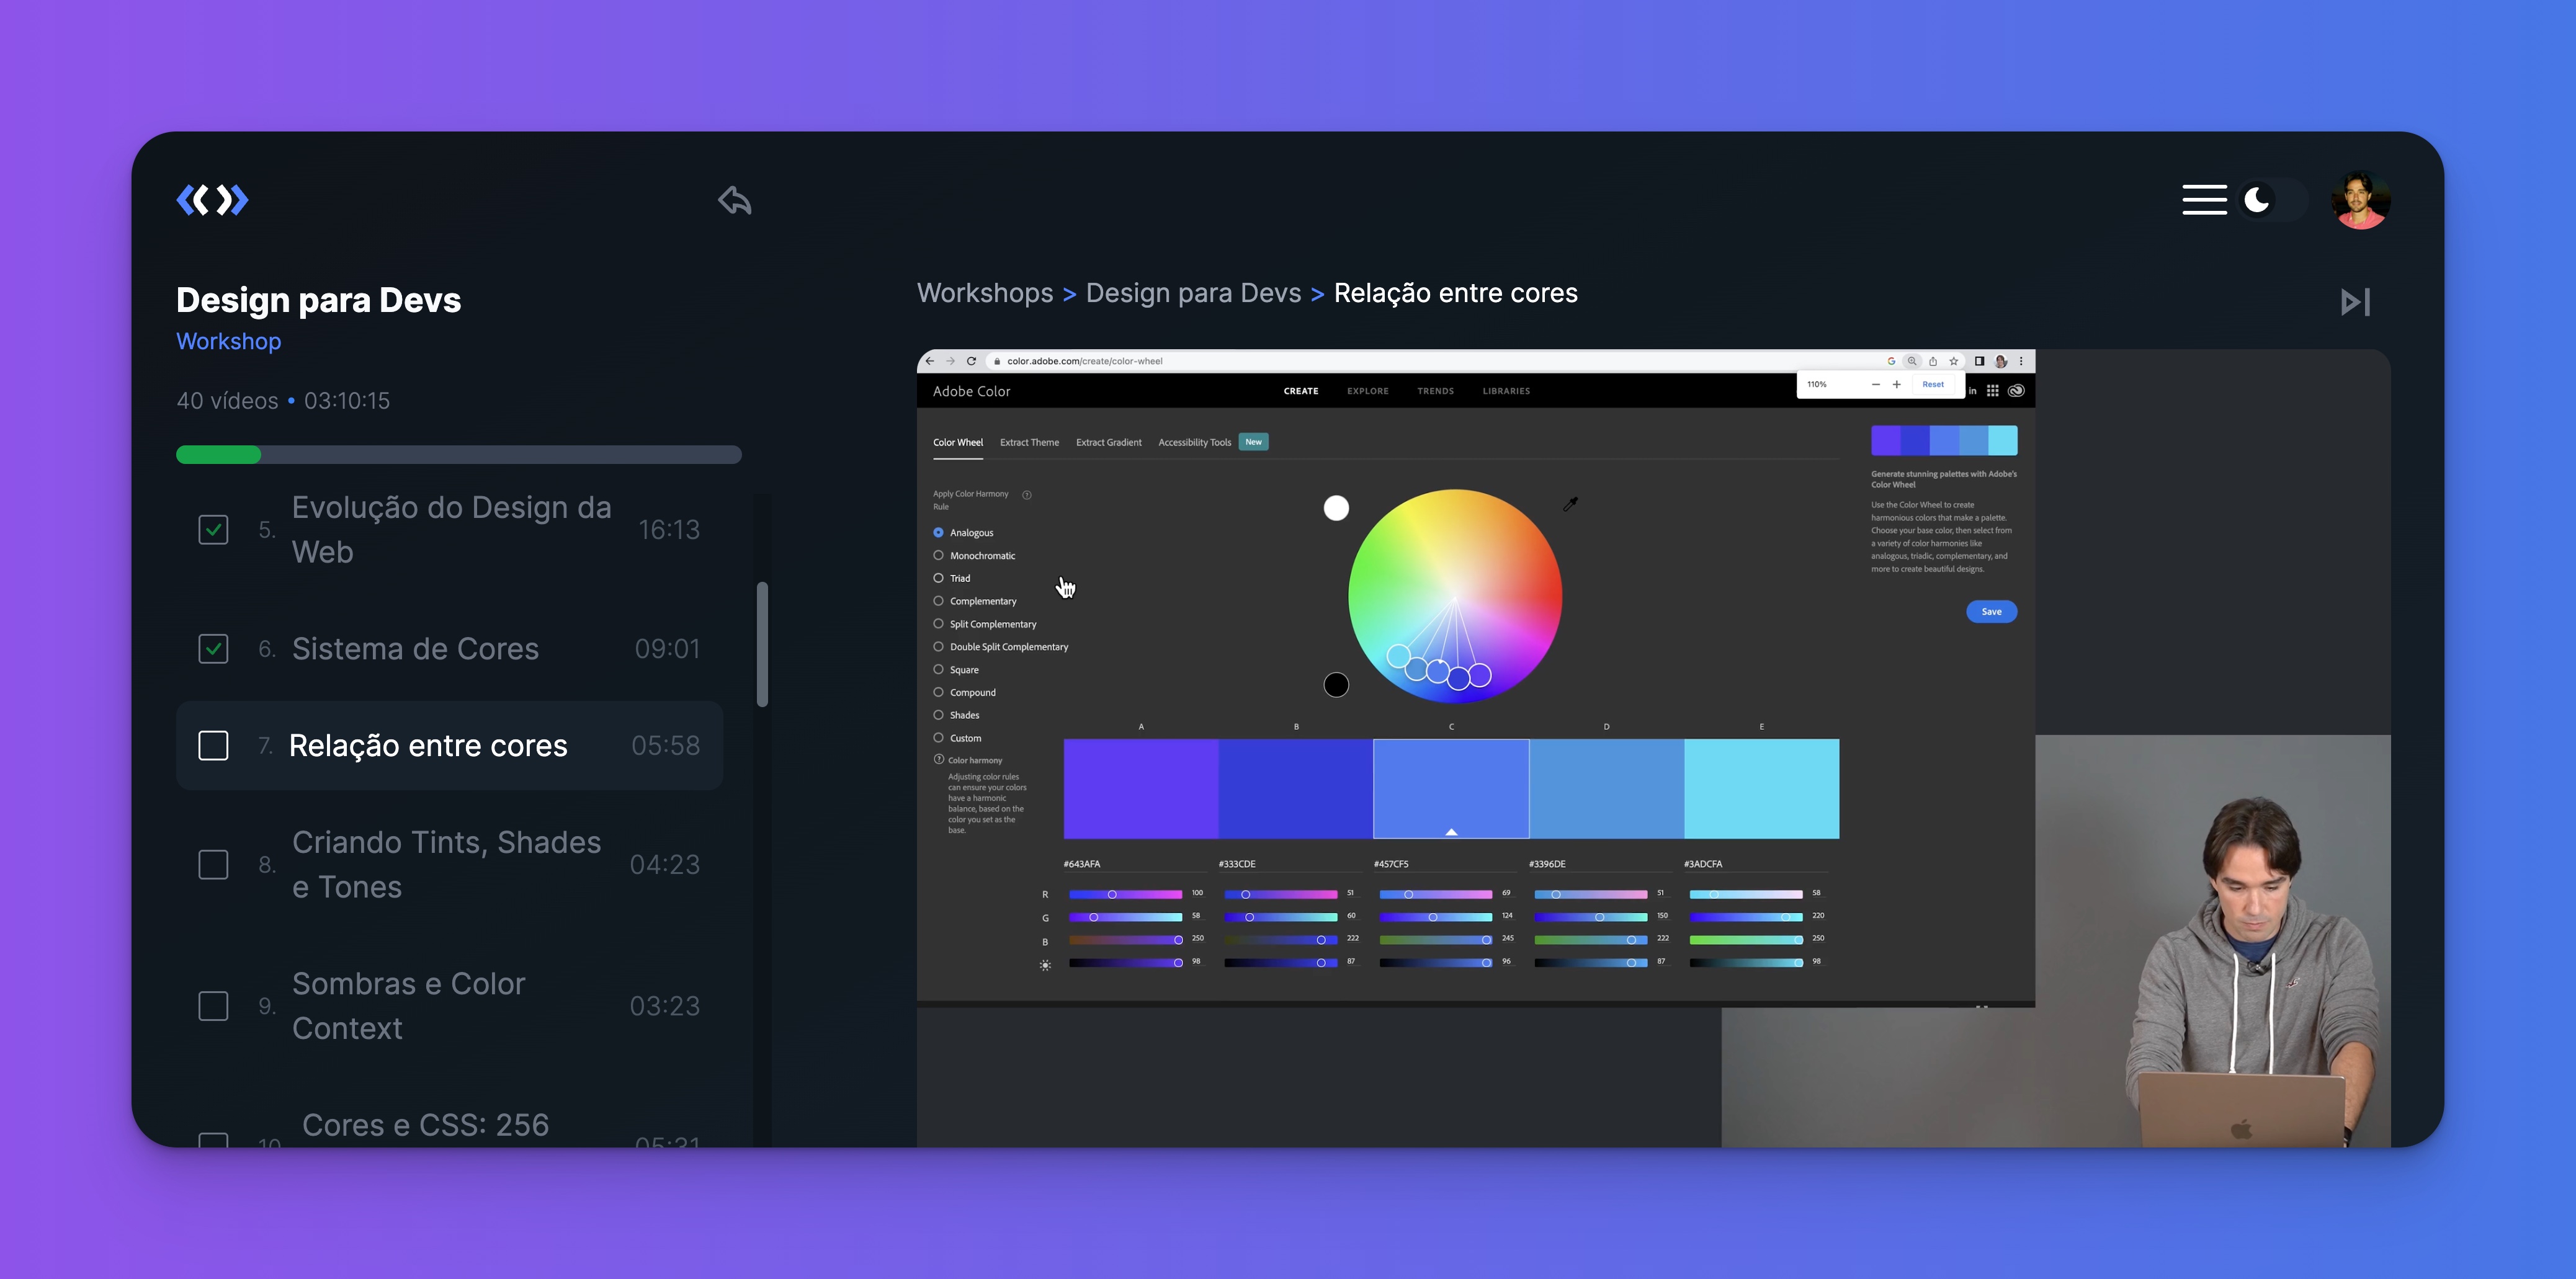 Design para Devs
Workshop
40 vídeos • 03:10:15
5. Evolução do Design da
Web
16:13
6. Sistema de Cores 09:01
7. Relação entre cores 05:58
8. Criando Tints, Shades
e Tones
04:23
9. Sombras e Color
Context
03:23
10. Cores e CSS: 256
05:31
Workshops > Design para Devs > Relação entre cores
color.adobe.com/create/color-wheel
110% − + Reset
Adobe Color
CREATE EXPLORE TRENDS LIBRARIES
in
Color Wheel Extract Theme Extract Gradient Accessibility Tools New
Apply Color Harmony
Rule
Analogous
Monochromatic
Triad
Complementary
Split Complementary
Double Split Complementary
Square
Compound
Shades
Custom
Color harmony
Adjusting color rules
can ensure your colors
have a harmonic
balance, based on the
color you set as the
base.
A B C D E
#643AFA #333CDE #457CF5 #3396DE #3ADCFA
R 100 51 69 51 58
G 58 60 124 150 220
B 250 222 245 222 250
98 87 96 87 98
Generate stunning palettes with Adobe's
Color Wheel
Use the Color Wheel to create
harmonious colors that make a palette.
Choose your base color, then select from
a variety of color harmonies like
analogous, triadic, complementary, and
more to create beautiful designs.
Save